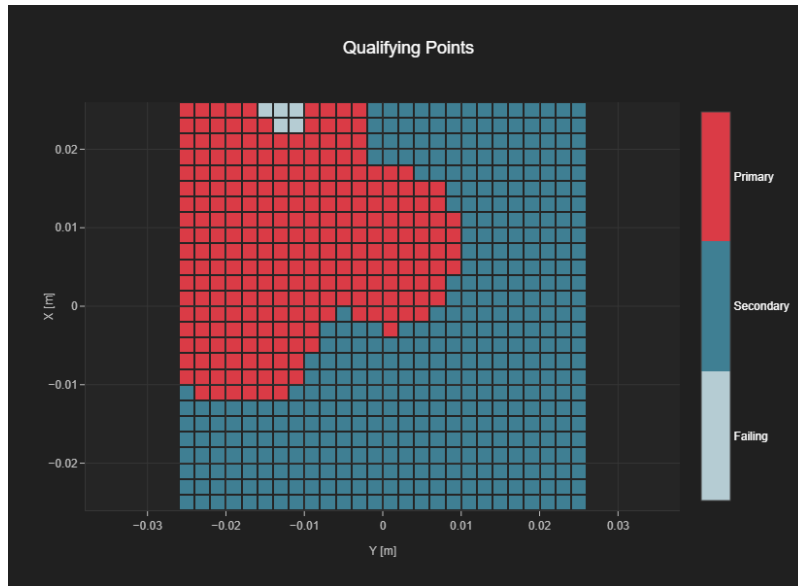 Qualifying Points
Primary
Secondary
Failing
0.02
0.01
0
−0.01
−0.02
X [m]
−0.03
−0.02
−0.01
0
0.01
0.02
0.03
Y [m]